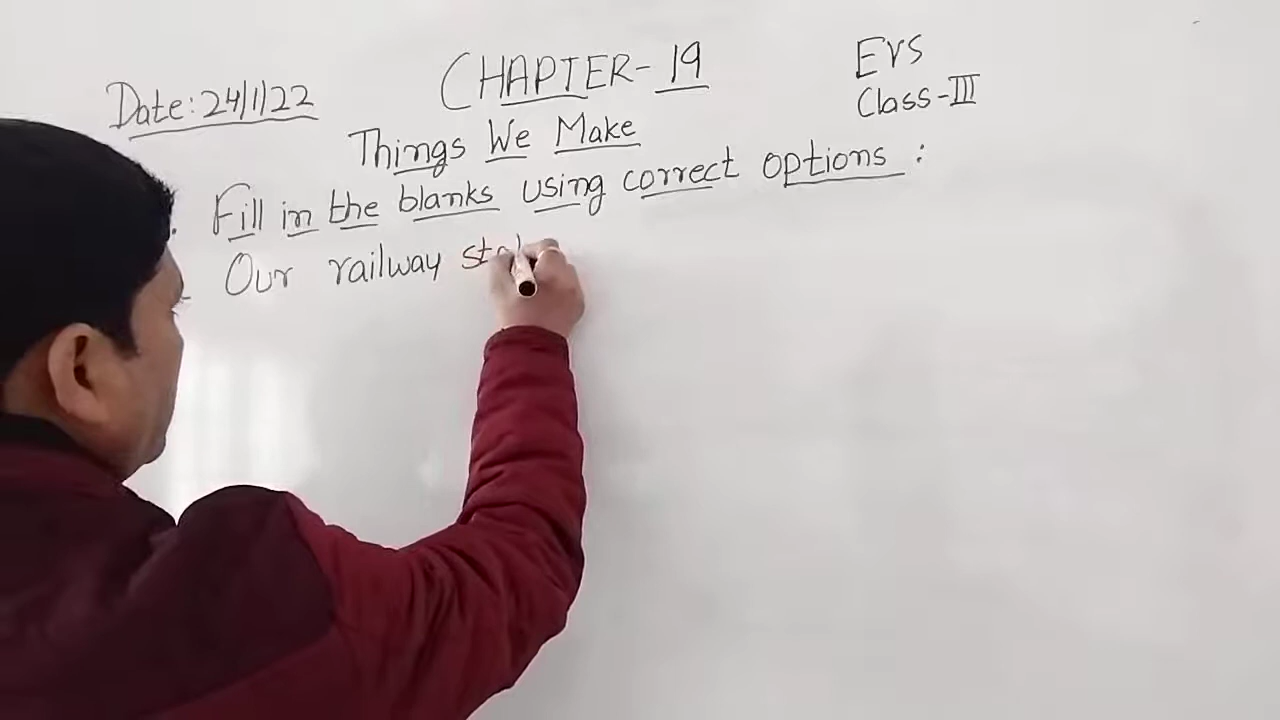 Date: 24/1/22
CHAPTER-19
EVS
Class-III
Things We Make
Fill in the blanks using correct options :
Our railway